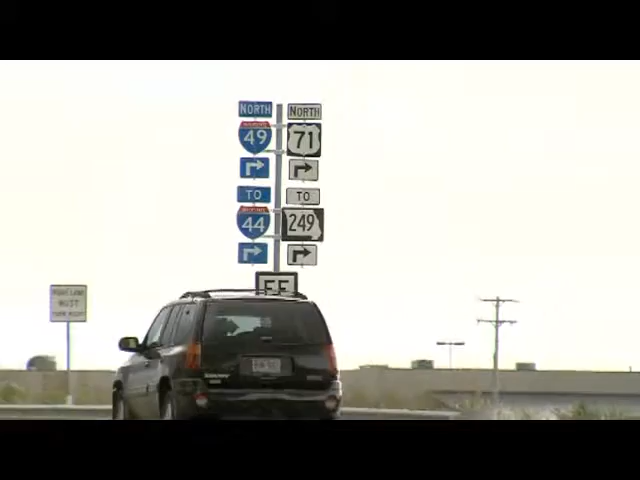 NORTH NORTH
49 71
TO TO
44 249
EE
RIGHT LANE
MUST
TURN RIGHT